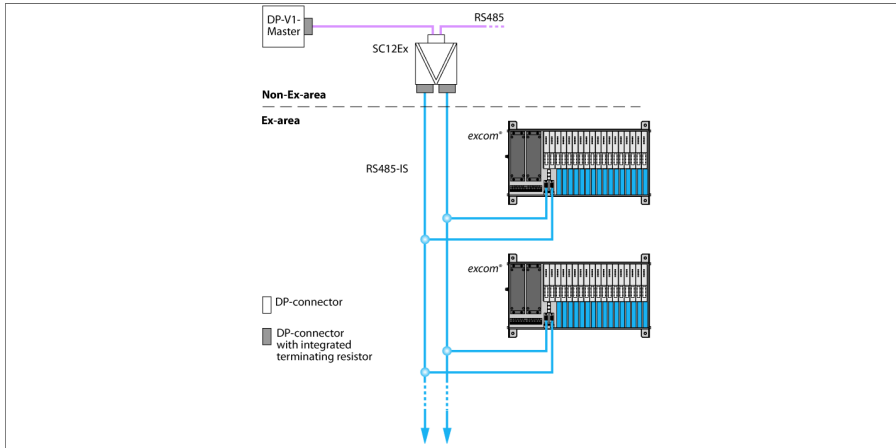 DP-V1-
Master
RS485
SC12Ex
Non-Ex-area
Ex-area
excom®
RS485-IS
excom®
DP-connector
DP-connector
with integrated
terminating resistor